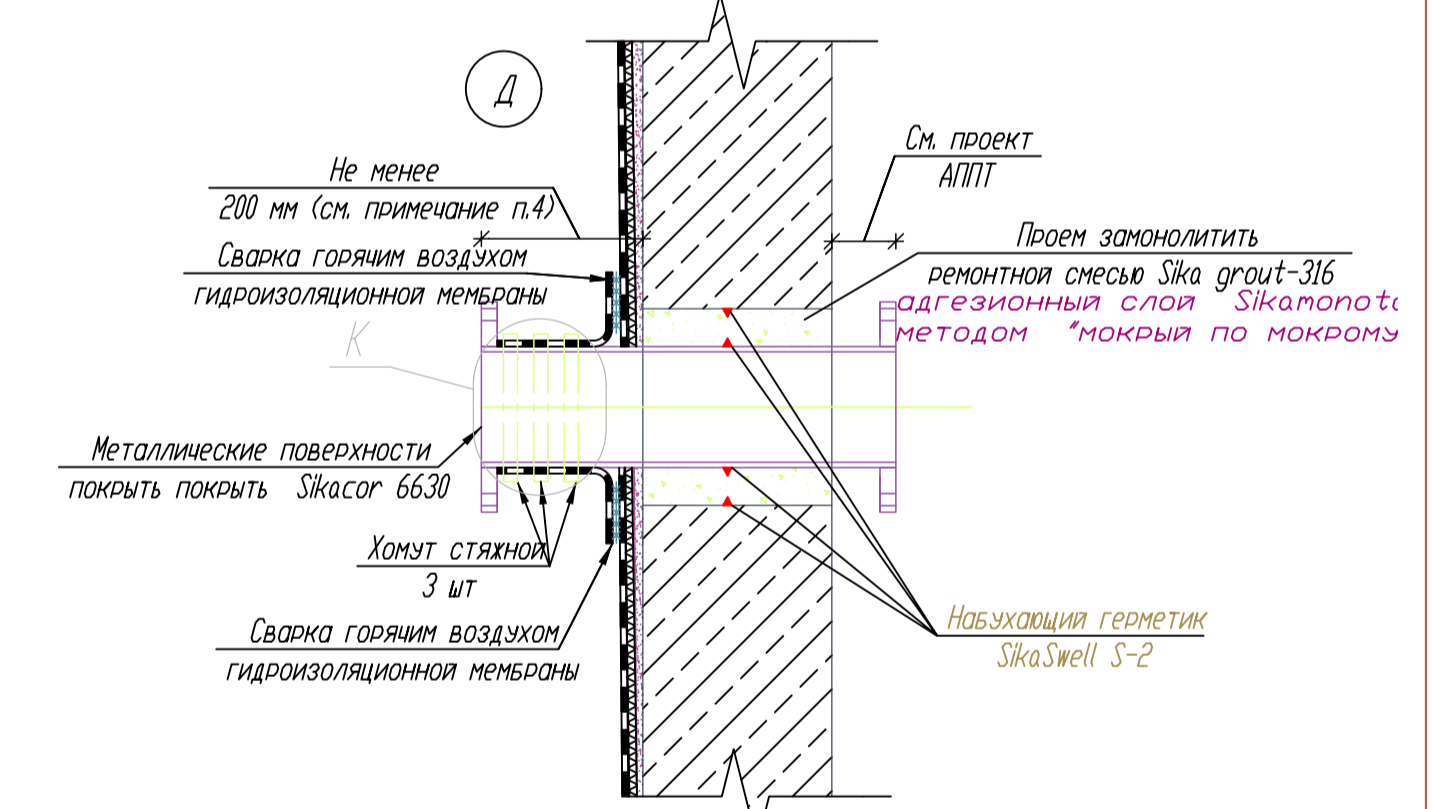 Д
Не менее
200 мм (см. примечание п.4)
Сварка горячим воздухом
гидроизоляционной мембраны
К
Металлические поверхности
покрыть покрыть Sikacor 6630
Хомут стяжной
3 шт
Сварка горячим воздухом
гидроизоляционной мембраны
См. проект
АППТ
Проем замонолитить
ремонтной смесью Sika grout-316
адгезионный слой
методом "мокрый по мокрому
Набухающий герметик
SikaSwell S-2